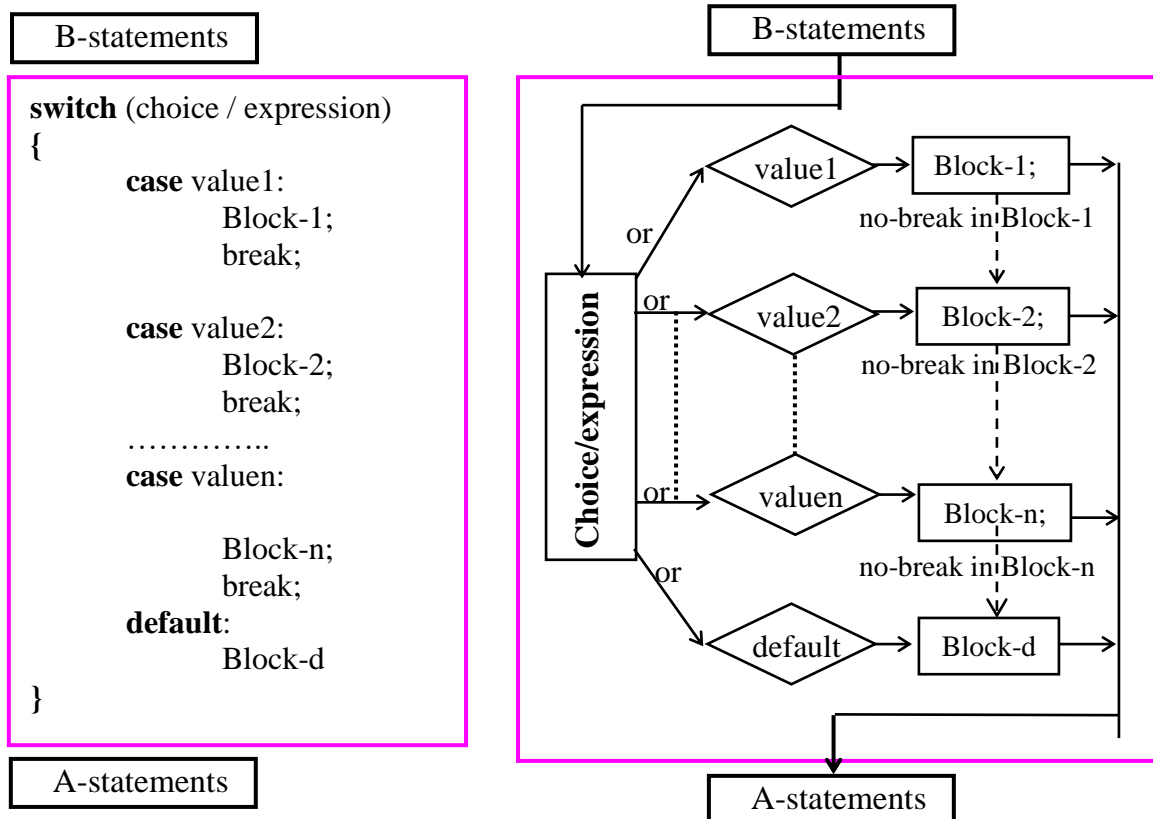 B-statements
switch (choice / expression)
{
case value1:
Block-1;
break;
case value2:
Block-2;
break;
…………..
case valuen:
Block-n;
break;
default:
Block-d
}
A-statements
B-statements
value1
Block-1;
no-break in Block-1
or
Choice/expression
or
value2
Block-2;
no-break in Block-2
or
valuen
Block-n;
no-break in Block-n
or
default
Block-d
A-statements